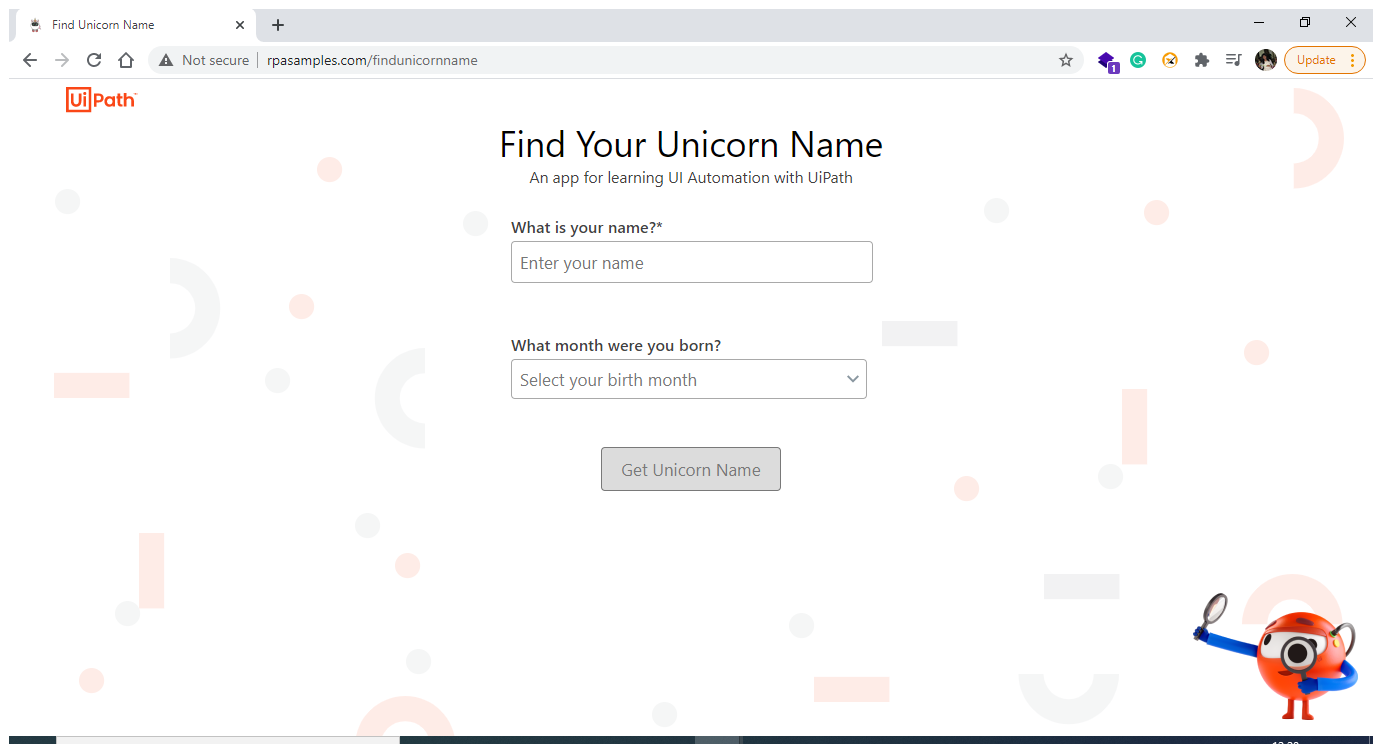 Find Unicorn Name
Not secure
rpasamples.com/findunicornname
1
Update
UiPath
Find Your Unicorn Name
An app for learning UI Automation with UiPath
What is your name?*
Enter your name
What month were you born?
Select your birth month
Get Unicorn Name